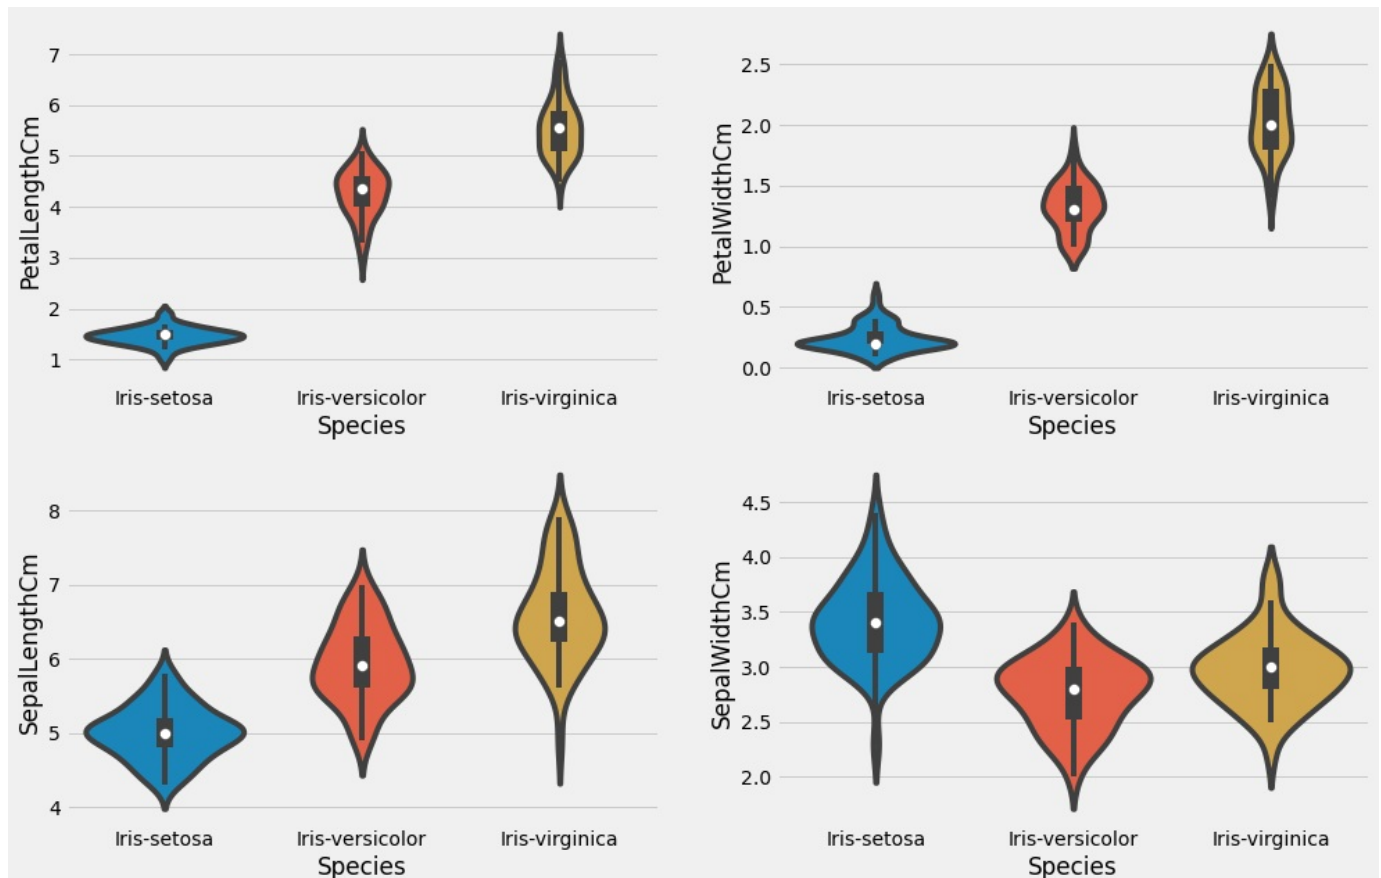 PetalLengthCm
7
6
5
4
3
2
1
Iris-setosa Iris-versicolor Iris-virginica
Species
PetalWidthCm
2.5
2.0
1.5
1.0
0.5
0.0
Iris-setosa Iris-versicolor Iris-virginica
Species
SepalLengthCm
8
7
6
5
4
Iris-setosa Iris-versicolor Iris-virginica
Species
SepalWidthCm
4.5
4.0
3.5
3.0
2.5
2.0
Iris-setosa Iris-versicolor Iris-virginica
Species